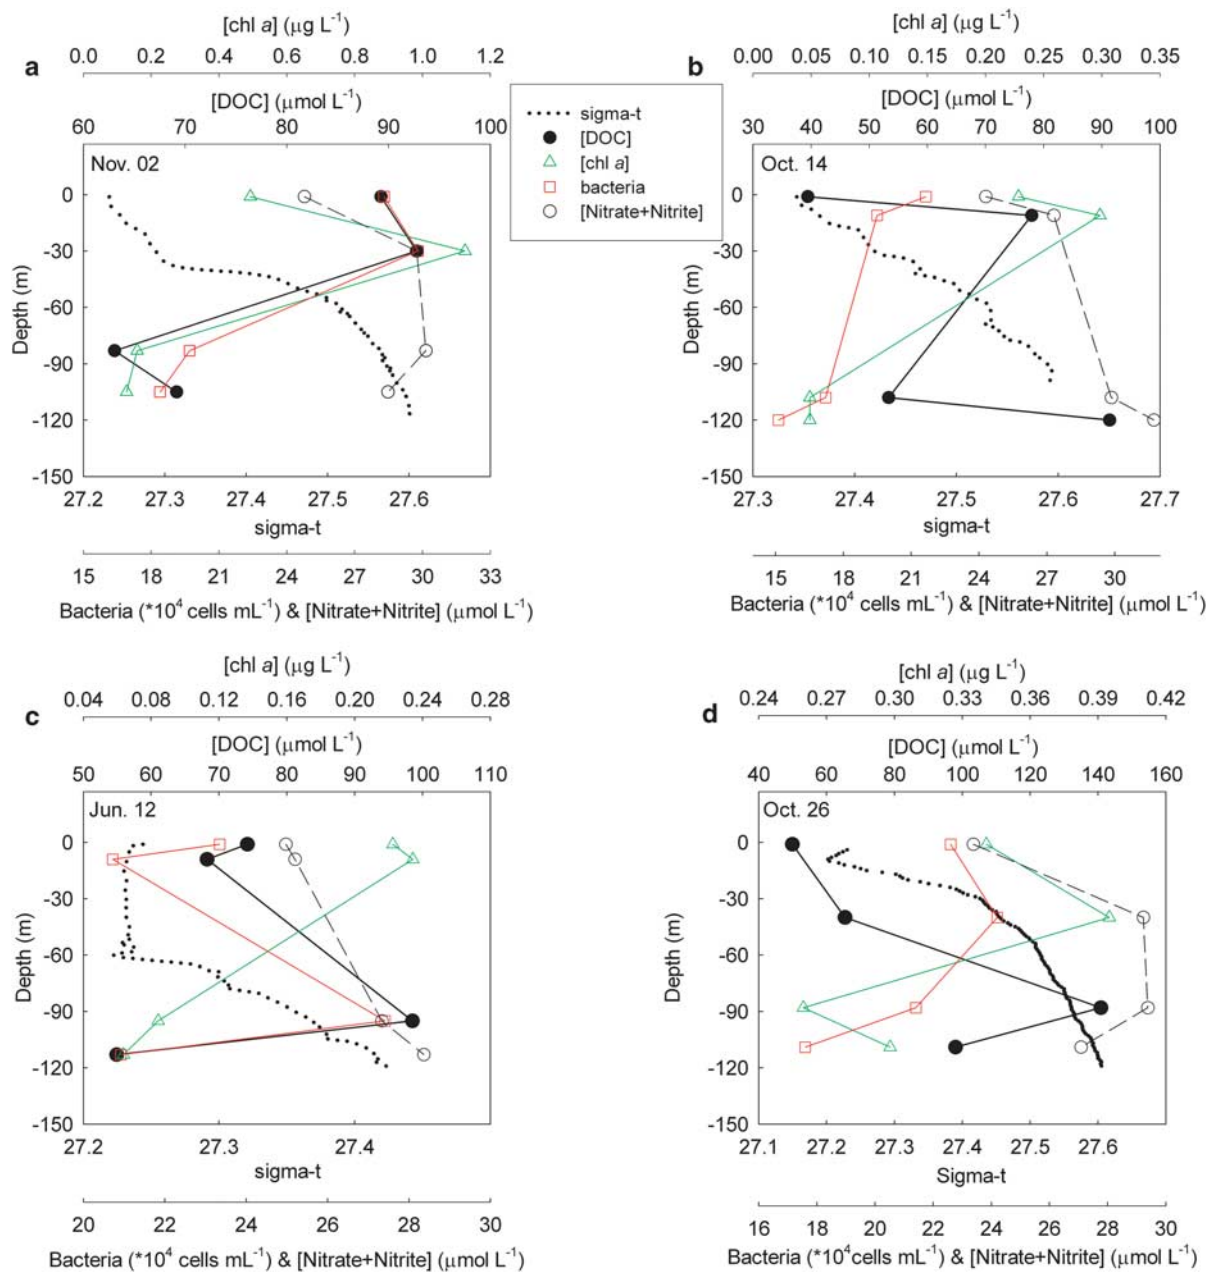 a
[chl a] (μg L⁻¹)
0.0 0.2 0.4 0.6 0.8 1.0 1.2
[DOC] (μmol L⁻¹)
60 70 80 90 100
Nov. 02
0
-30
-60
-90
-120
-150
Depth (m)
27.2 27.3 27.4 27.5 27.6
sigma-t
15 18 21 24 28 30 33
Bacteria (*10⁴ cells mL⁻¹) & [Nitrate+Nitrite] (μmol L⁻¹)
sigma-t
[DOC]
[chl a]
bacteria
[Nitrate+Nitrite]
b
[chl a] (μg L⁻¹)
0.00 0.05 0.10 0.15 0.20 0.25 0.30 0.35
[DOC] (μmol L⁻¹)
30 40 50 60 70 80 90 100
Oct. 14
0
-30
-60
-90
-120
-150
Depth (m)
27.3 27.4 27.5 27.6 27.7
sigma-t
15 18 21 24 27 30
Bacteria (*10⁴ cells mL⁻¹) & [Nitrate+Nitrite] (μmol L⁻¹)
c
[chl a] (μg L⁻¹)
0.04 0.08 0.12 0.16 0.20 0.24 0.28
[DOC] (μmol L⁻¹)
50 60 70 80 90 100 110
Jun. 12
0
-30
-60
-90
-120
-150
Depth (m)
27.2 27.3 27.4
sigma-t
20 22 24 26 28 30
Bacteria (*10⁴ cells mL⁻¹) & [Nitrate+Nitrite] (μmol L⁻¹)
d
[chl a] (μg L⁻¹)
0.24 0.27 0.30 0.33 0.36 0.39 0.42
[DOC] (μmol L⁻¹)
40 60 80 100 120 140 160
Oct. 26
0
-30
-60
-90
-120
-150
Depth (m)
27.1 27.2 27.3 27.4 27.5 27.6
Sigma-t
16 18 20 22 24 26 28 30
Bacteria (*10⁴cells mL⁻¹) & [Nitrate+Nitrite] (μmol L⁻¹)